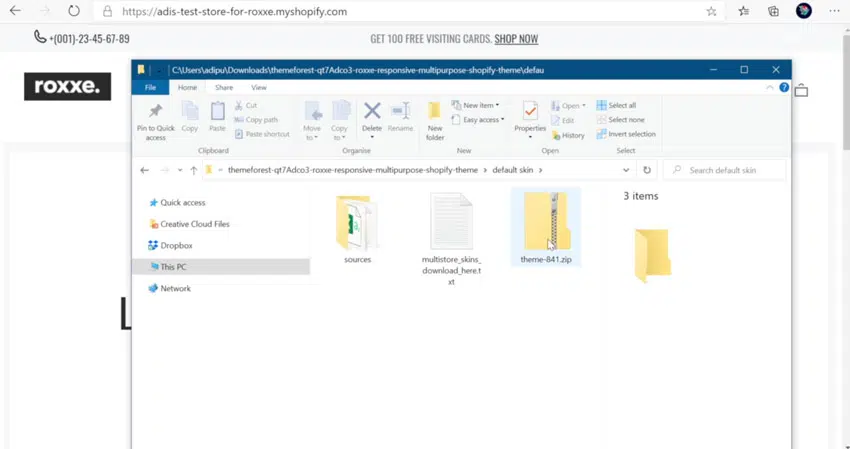 https://adis-test-store-for-roxxe.myshopify.com
+(001)-23-45-67-89
GET 100 FREE VISITING CARDS. SHOP NOW
roxxe.
C:\Users\adipu\Downloads\themeforest-qt7Adco3-roxxe-responsive-multipurpose-shopify-theme\defau
File Home Share View
Pin to Quick access
Copy
Paste
Cut
Copy path
Paste shortcut
Move to
Copy to
Delete
Rename
New folder
New item
Easy access
Properties
Open
Edit
History
Select all
Select none
Invert selection
Clipboard Organise New Open Select
themeforest-qt7Adco3-roxxe-responsive-multipurpose-shopify-theme > default skin >
Search default skin
Quick access
Creative Cloud Files
Dropbox
This PC
Network
sources
multistore_skins_
download_here.t
xt
theme-841.zip
3 items
L